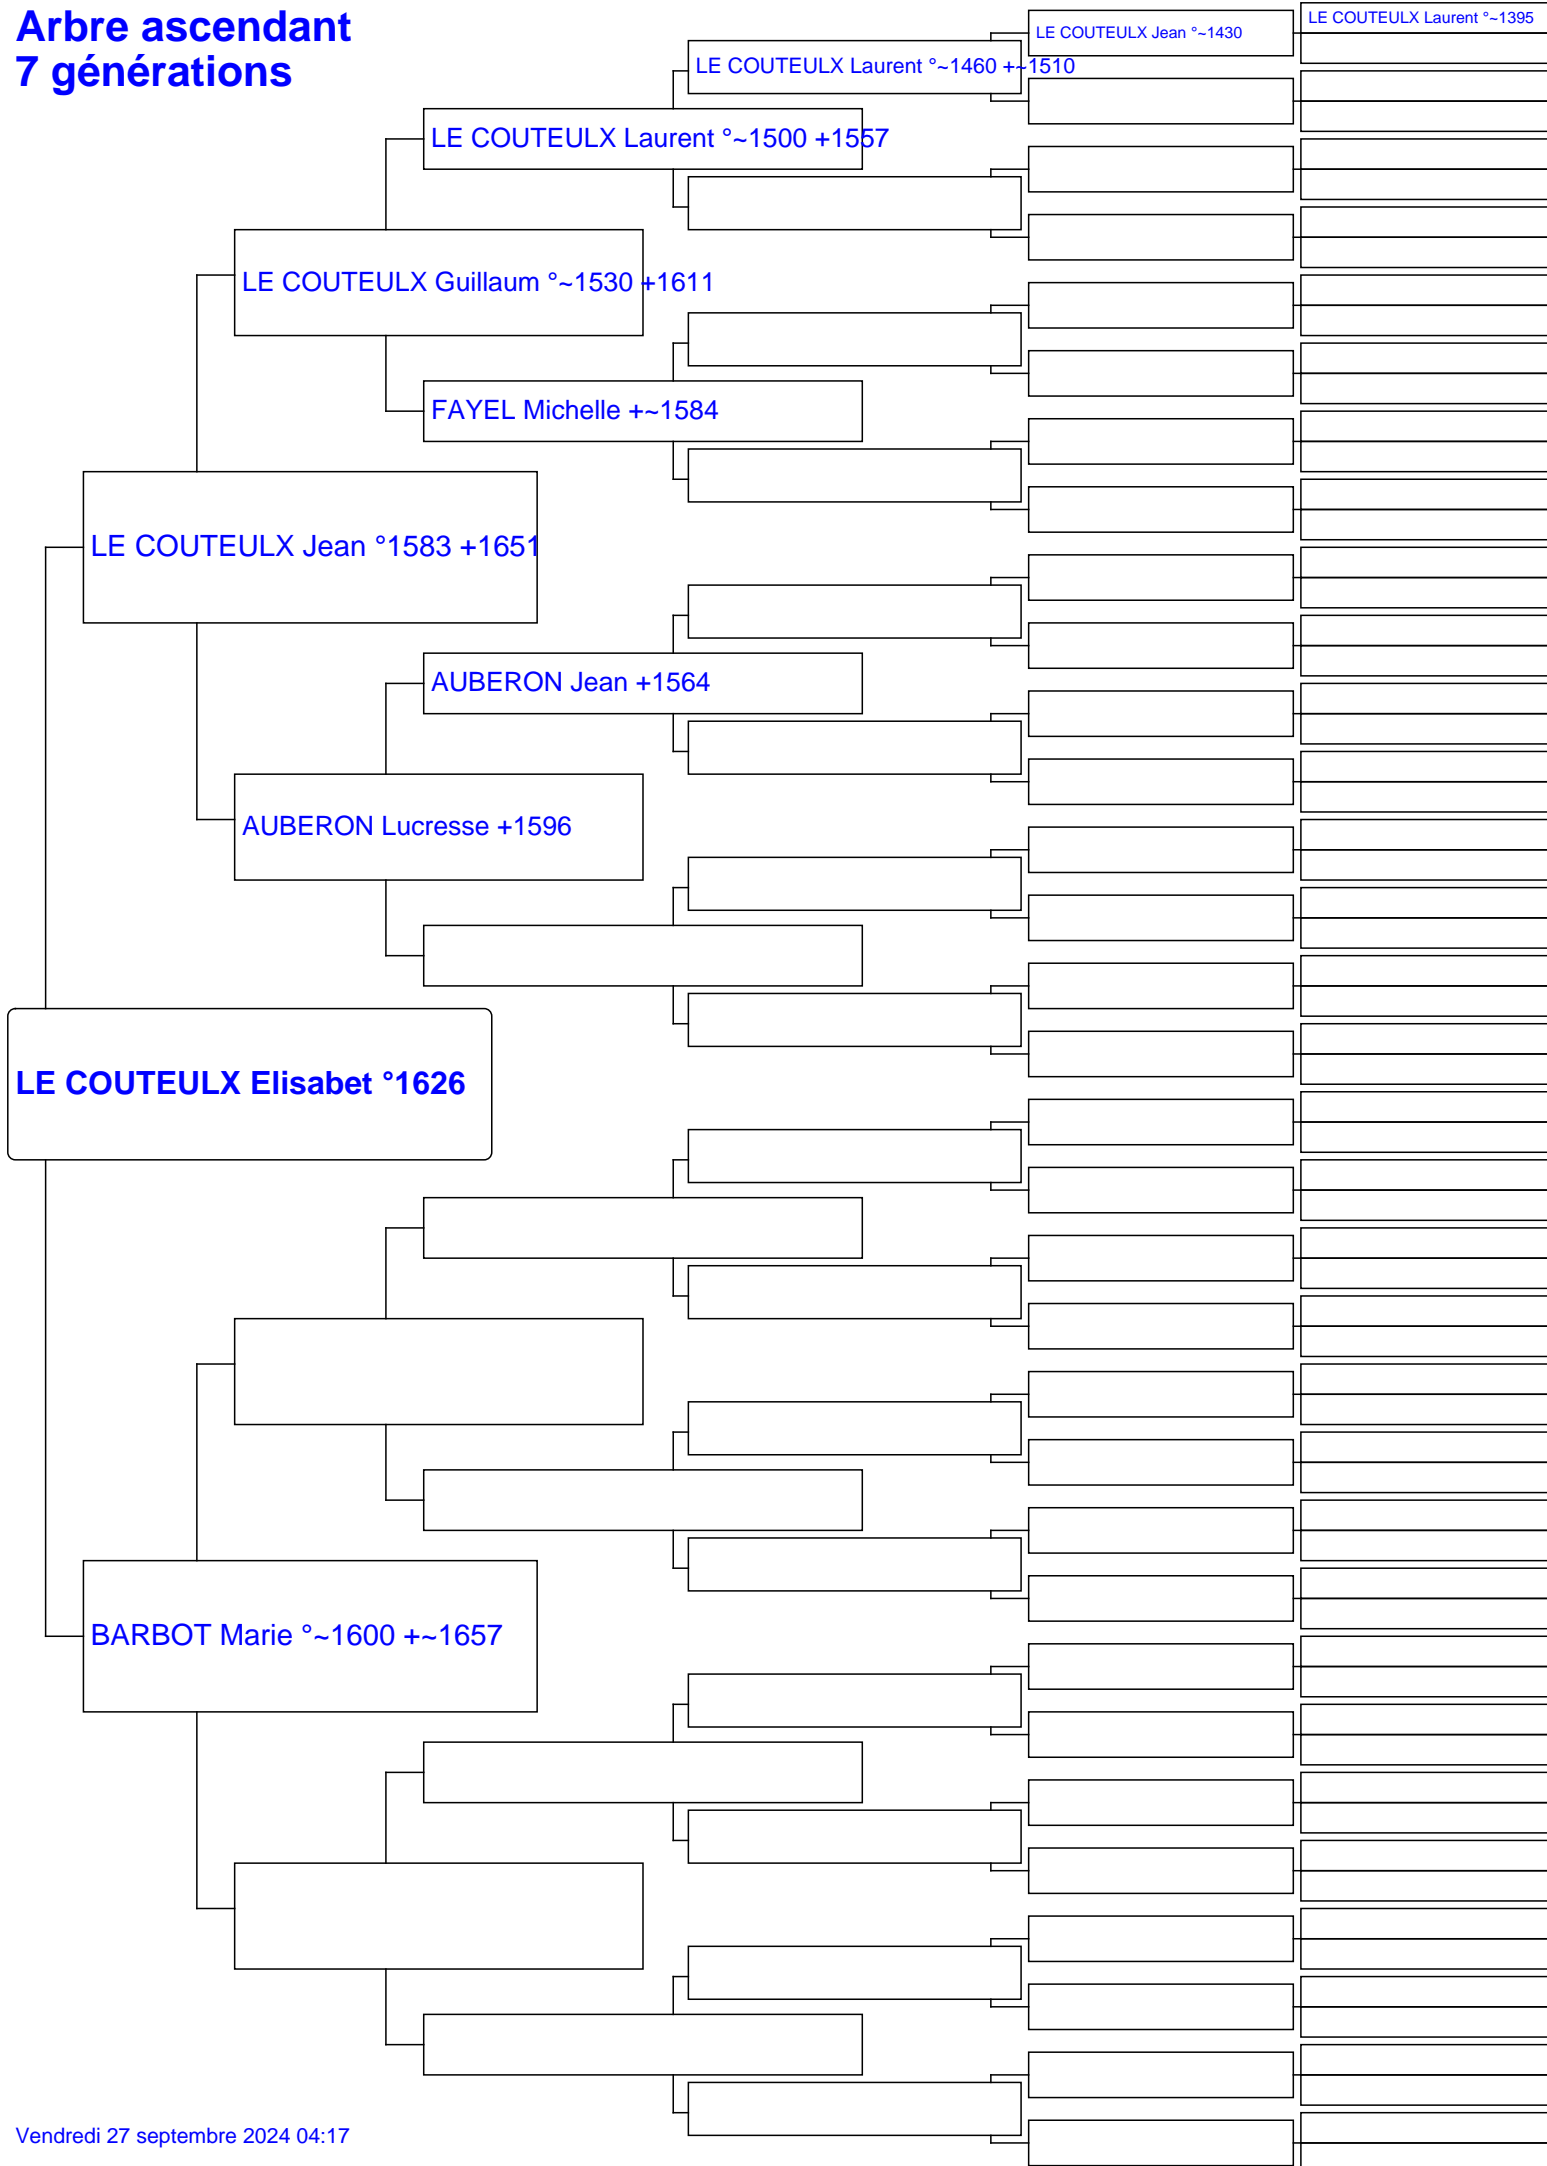 Arbre ascendant
7 générations
LE COUTEULX Laurent °~1395
LE COUTEULX Jean °~1430
LE COUTEULX Laurent °~1460 +~1510
LE COUTEULX Laurent °~1500 +1557
LE COUTEULX Guillaum °~1530 +1611
FAYEL Michelle +~1584
LE COUTEULX Jean °1583 +1651
AUBERON Jean +1564
AUBERON Lucresse +1596
LE COUTEULX Elisabet °1626
BARBOT Marie °~1600 +~1657
Vendredi 27 septembre 2024 04:17